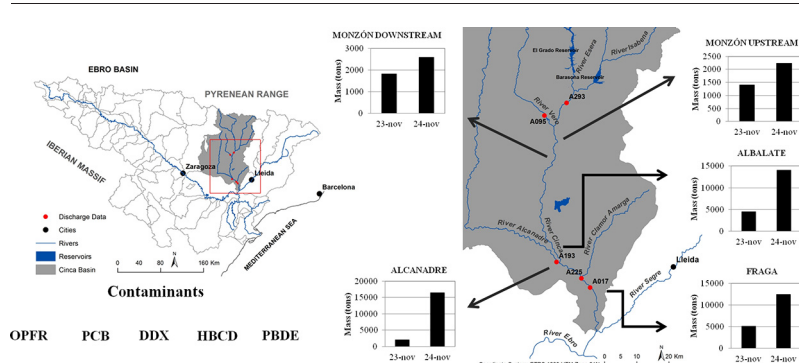 MONZÓN DOWNSTREAM
Mass (tons)
3000
2000
1000
0
23-nov 24-nov
EBRO BASIN
PYRENEAN RANGE
IBERIAN MASSIF
Zaragoza
Lleida
Barcelona
MEDITERRANEAN SEA
Discharge Data
Cities
Rivers
Reservoirs
Cinca Basin
N
0 80 160 Km
Contaminants
OPFR PCB DDX HBCD PBDE
ALCANADRE
Mass (tons)
20000
15000
10000
5000
0
23-nov 24-nov
El Grado Reservoir
River Esera
River Isabena
Barasona Reservoir
A293
River Vero
A095
River Alcanadre
River Cinca
River Clamor Amarga
A193
A225
A017
Lleida
River Segre
River Ebro
N
20 Km
MONZÓN UPSTREAM
Mass (tons)
2500
2000
1500
1000
500
0
23-nov 24-nov
ALBALATE
Mass (tons)
15000
10000
5000
0
23-nov 24-nov
FRAGA
Mass (tons)
15000
10000
5000
0
23-nov 24-nov